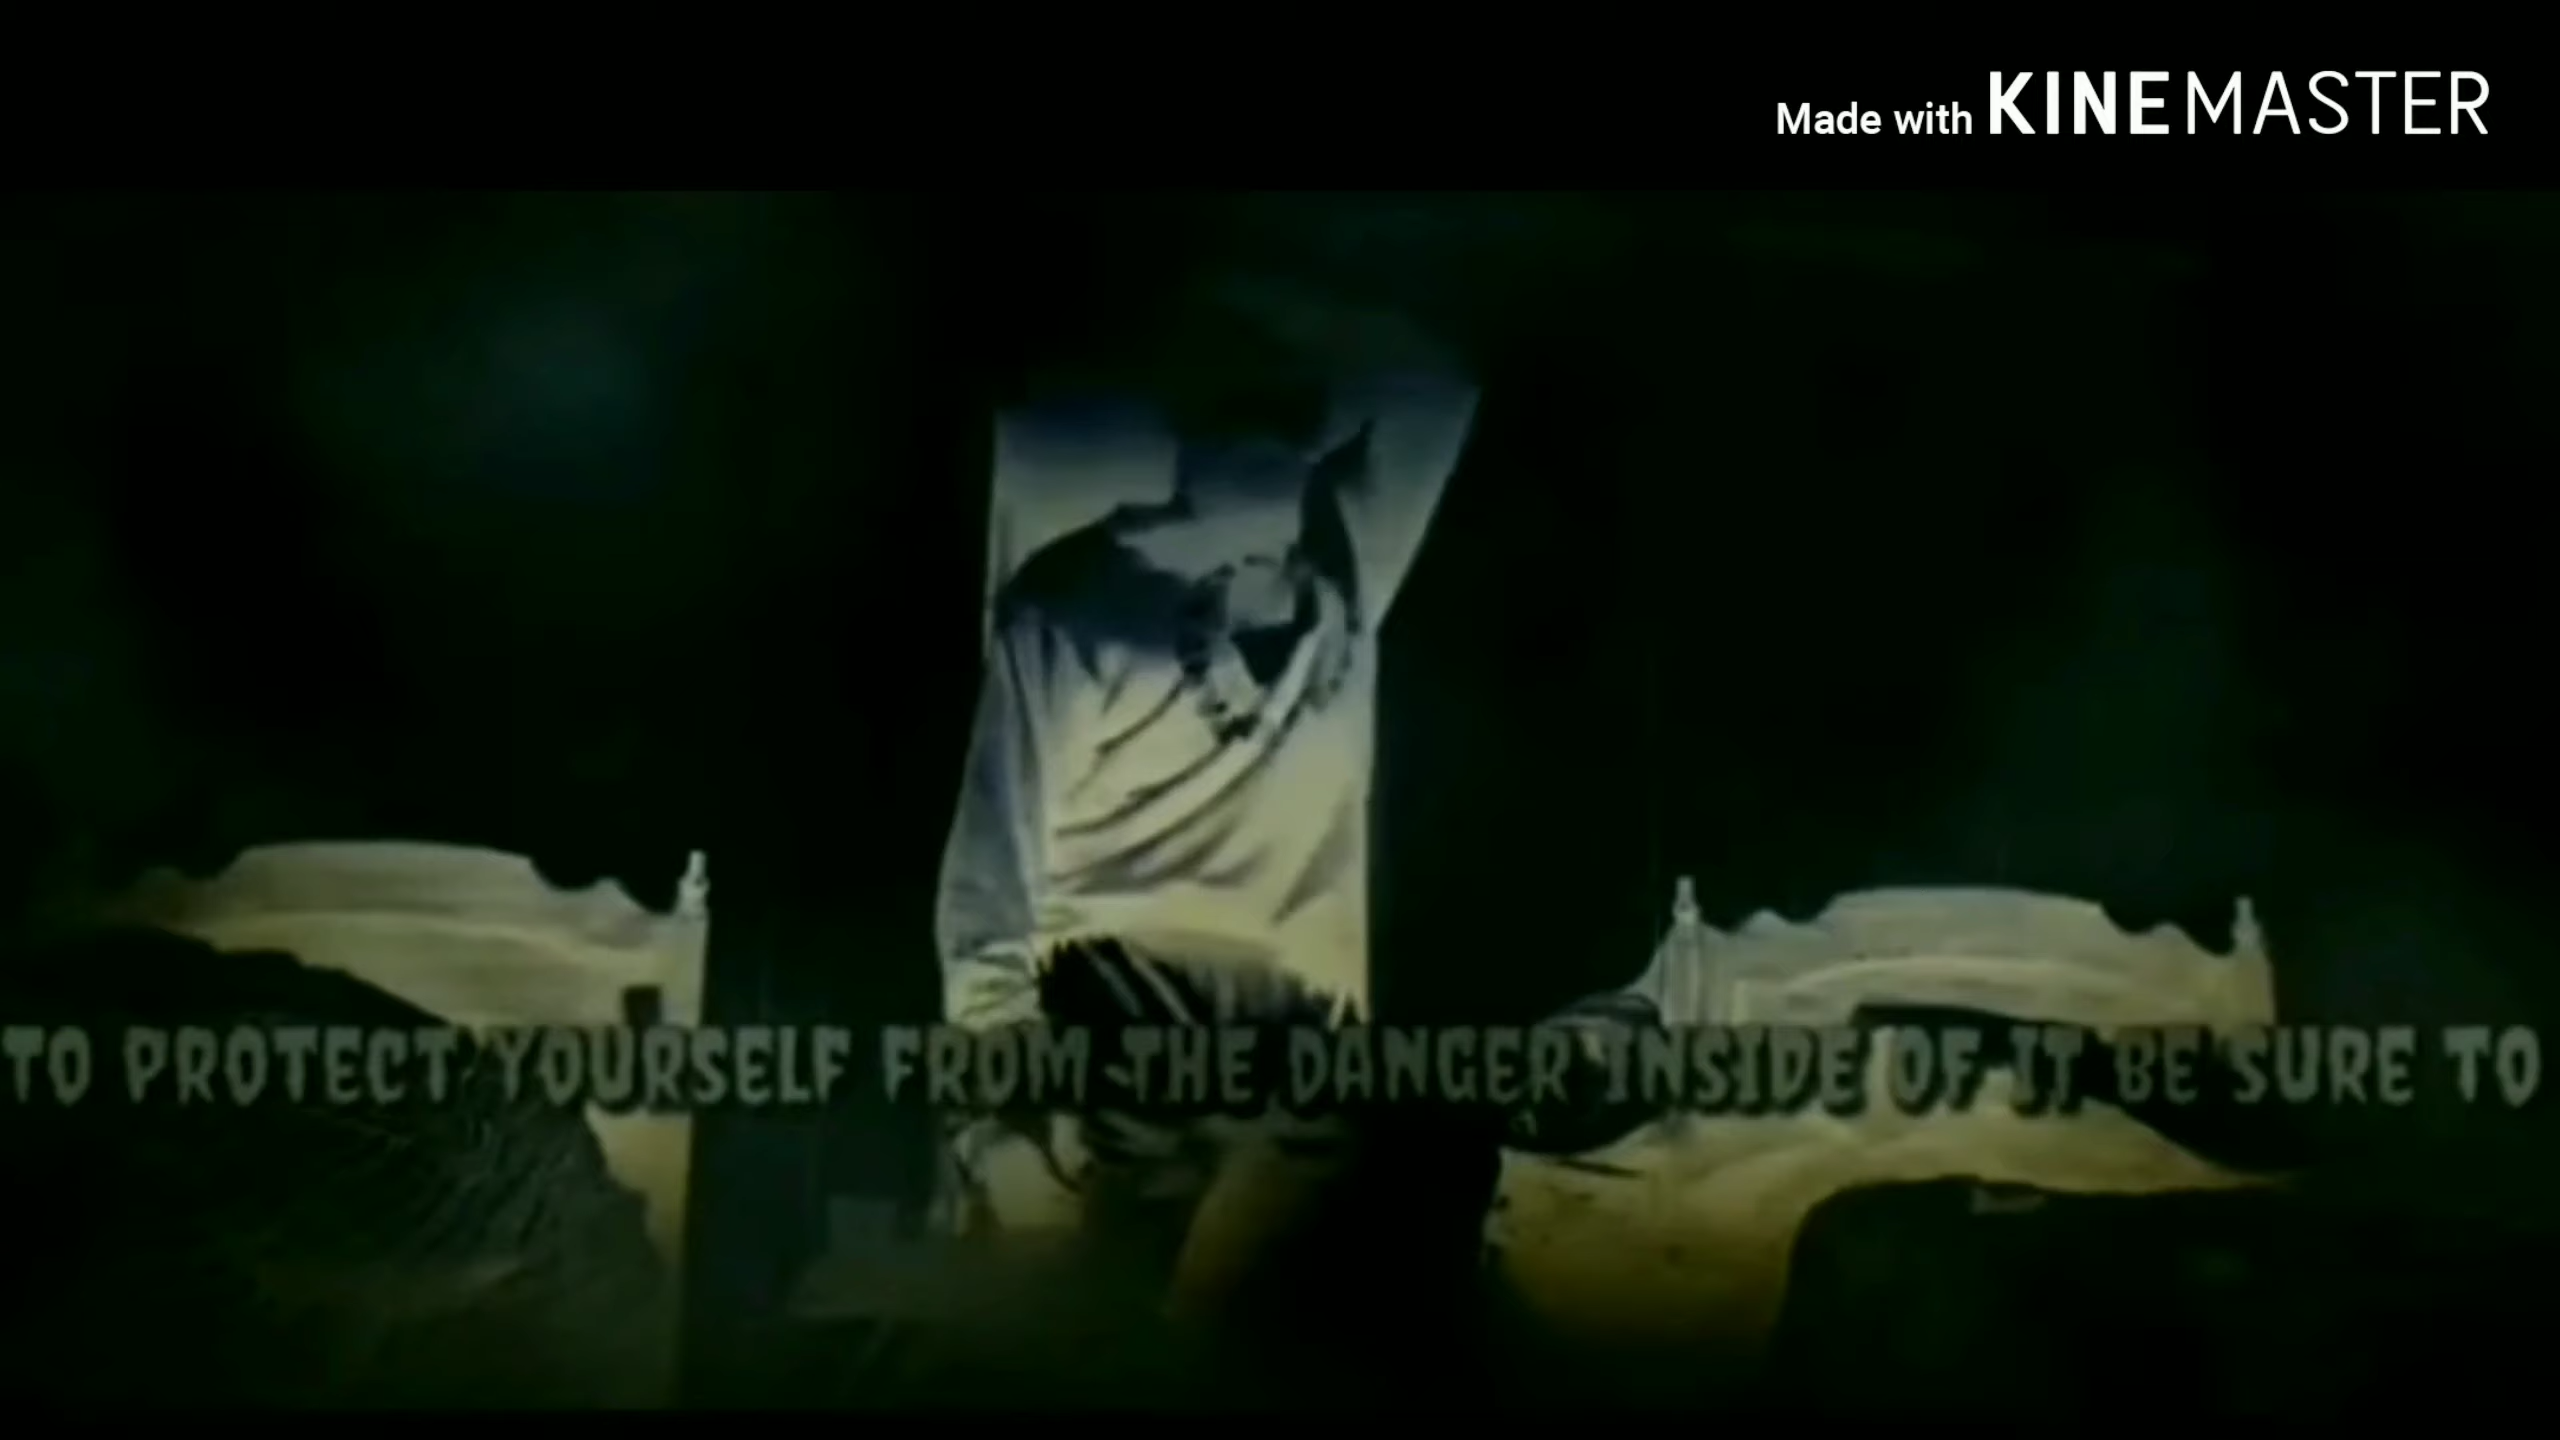 Made with KINEMASTER
TO PROTECT YOURSELF FROM THE DANGER INSIDE OF IT BE SURE TO